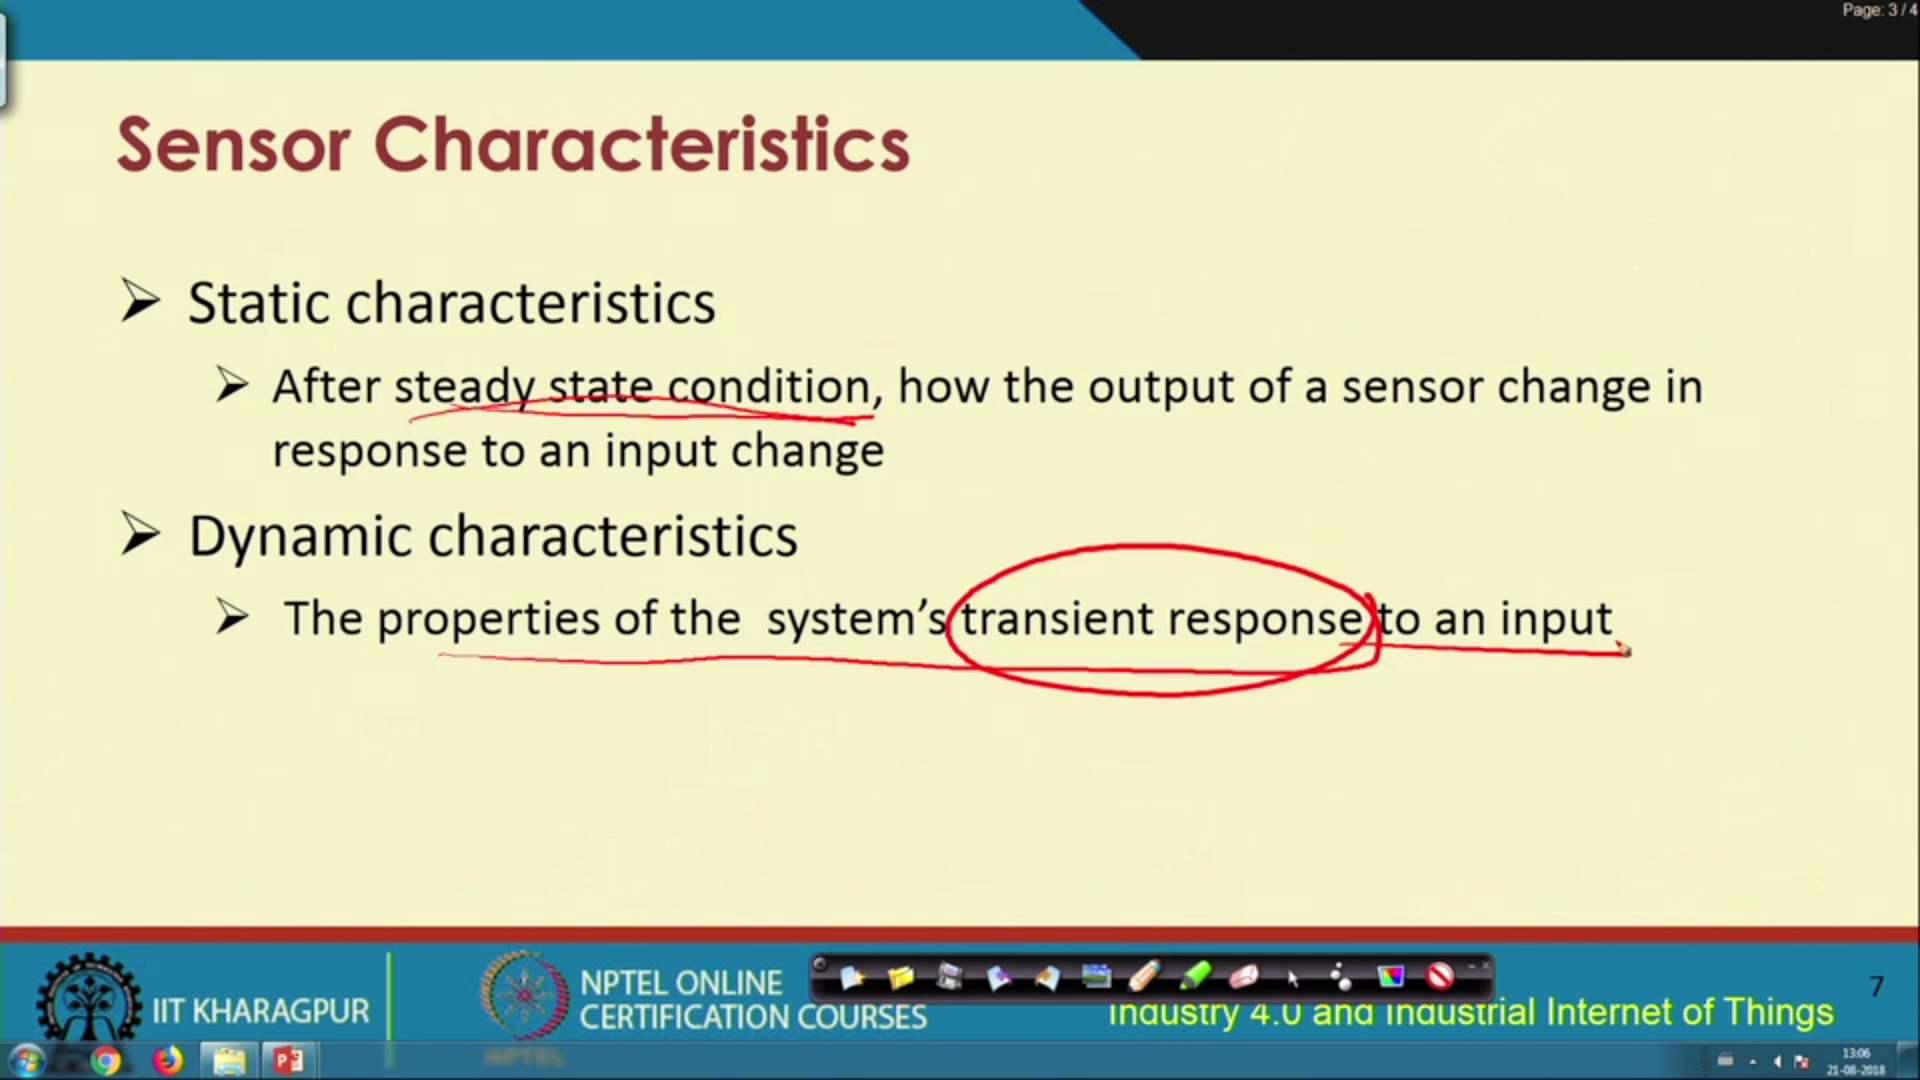 Page: 3 / 4
Sensor Characteristics
Static characteristics
After steady state condition, how the output of a sensor change in
response to an input change
Dynamic characteristics
The properties of the system’s transient response to an input
IIT KHARAGPUR
NPTEL ONLINE
CERTIFICATION COURSES
Industry 4.0 and Industrial Internet of Things
7
NPTEL
13:06
21-08-2018